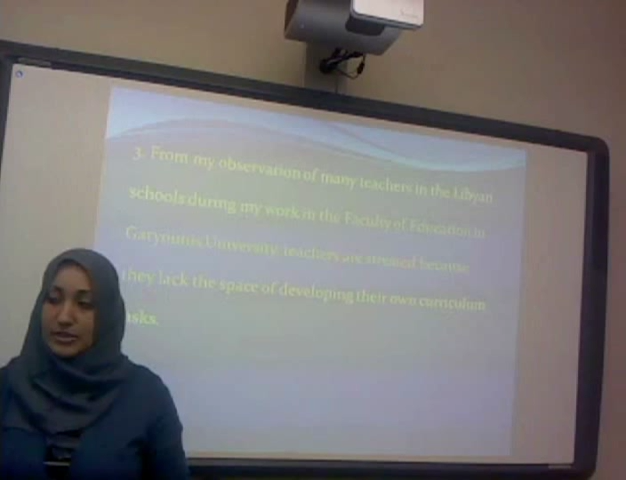 3. From my observation of many teachers in the Libyan
schools during my work in the Faculty of Education in
Garyounis University, teachers are stressed because
they lack the space of developing their own curriculum
asks.